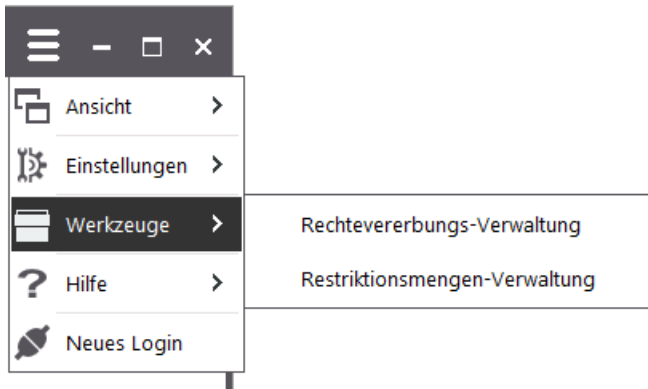 Ansicht
Einstellungen
Werkzeuge
Rechtevererbungs-Verwaltung
Restriktionsmengen-Verwaltung
Hilfe
Neues Login